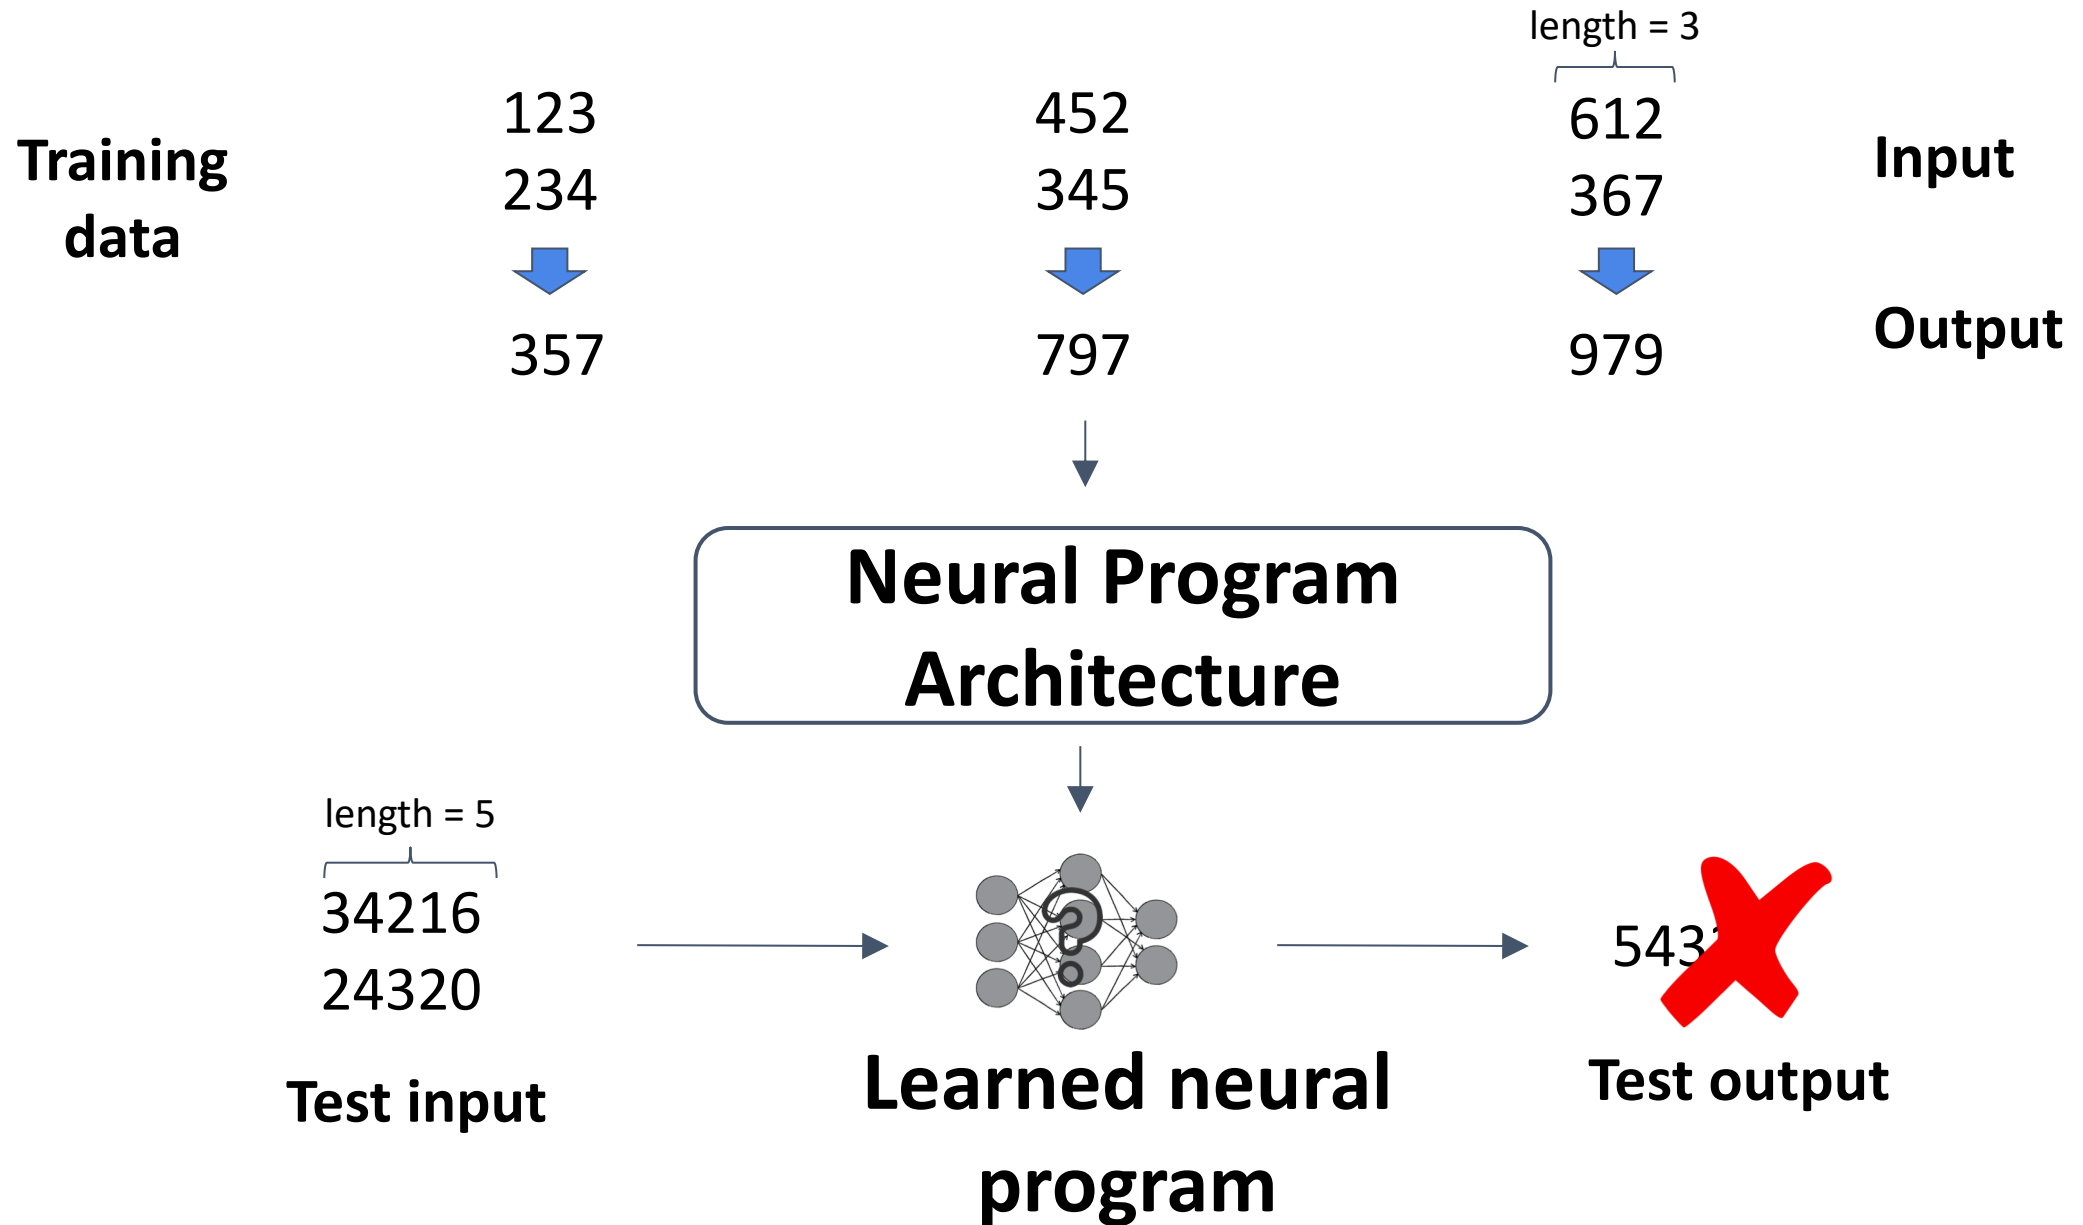 length = 3
123
452
612
Training
data
234
345
367
Input
357
797
979
Output
Neural Program
Architecture
length = 5
34216
24320
?
543
Test input
Learned neural
program
Test output